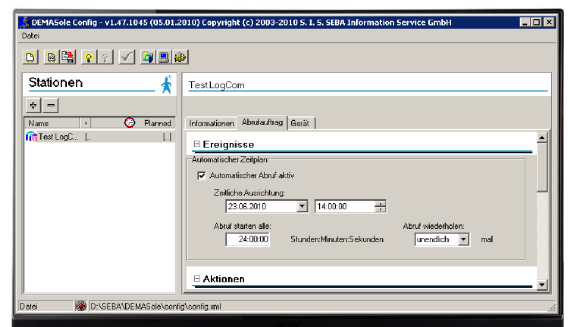 DEMASole Config - v1.47.1045 (05.01.2010) Copyright (c) 2003-2010 S. I. S. SEBA Information Service GmbH
Datei
Stationen
TestLogCom
Name
Planned
Informationen Abrufauftrag Gerät
Test LogC... [.. [..]
Ereignisse
Automatischer Zeitplan
Automatischer Abruf aktiv
Zeitliche Ausrichtung:
23.06.2010 14:00:00
Abruf starten alle: Abruf wiederholen:
24:00:00 Stunden:Minuten:Sekunden unendlich mal
Aktionen
Datei D:\SEBA\DEMASole\config\config.xml